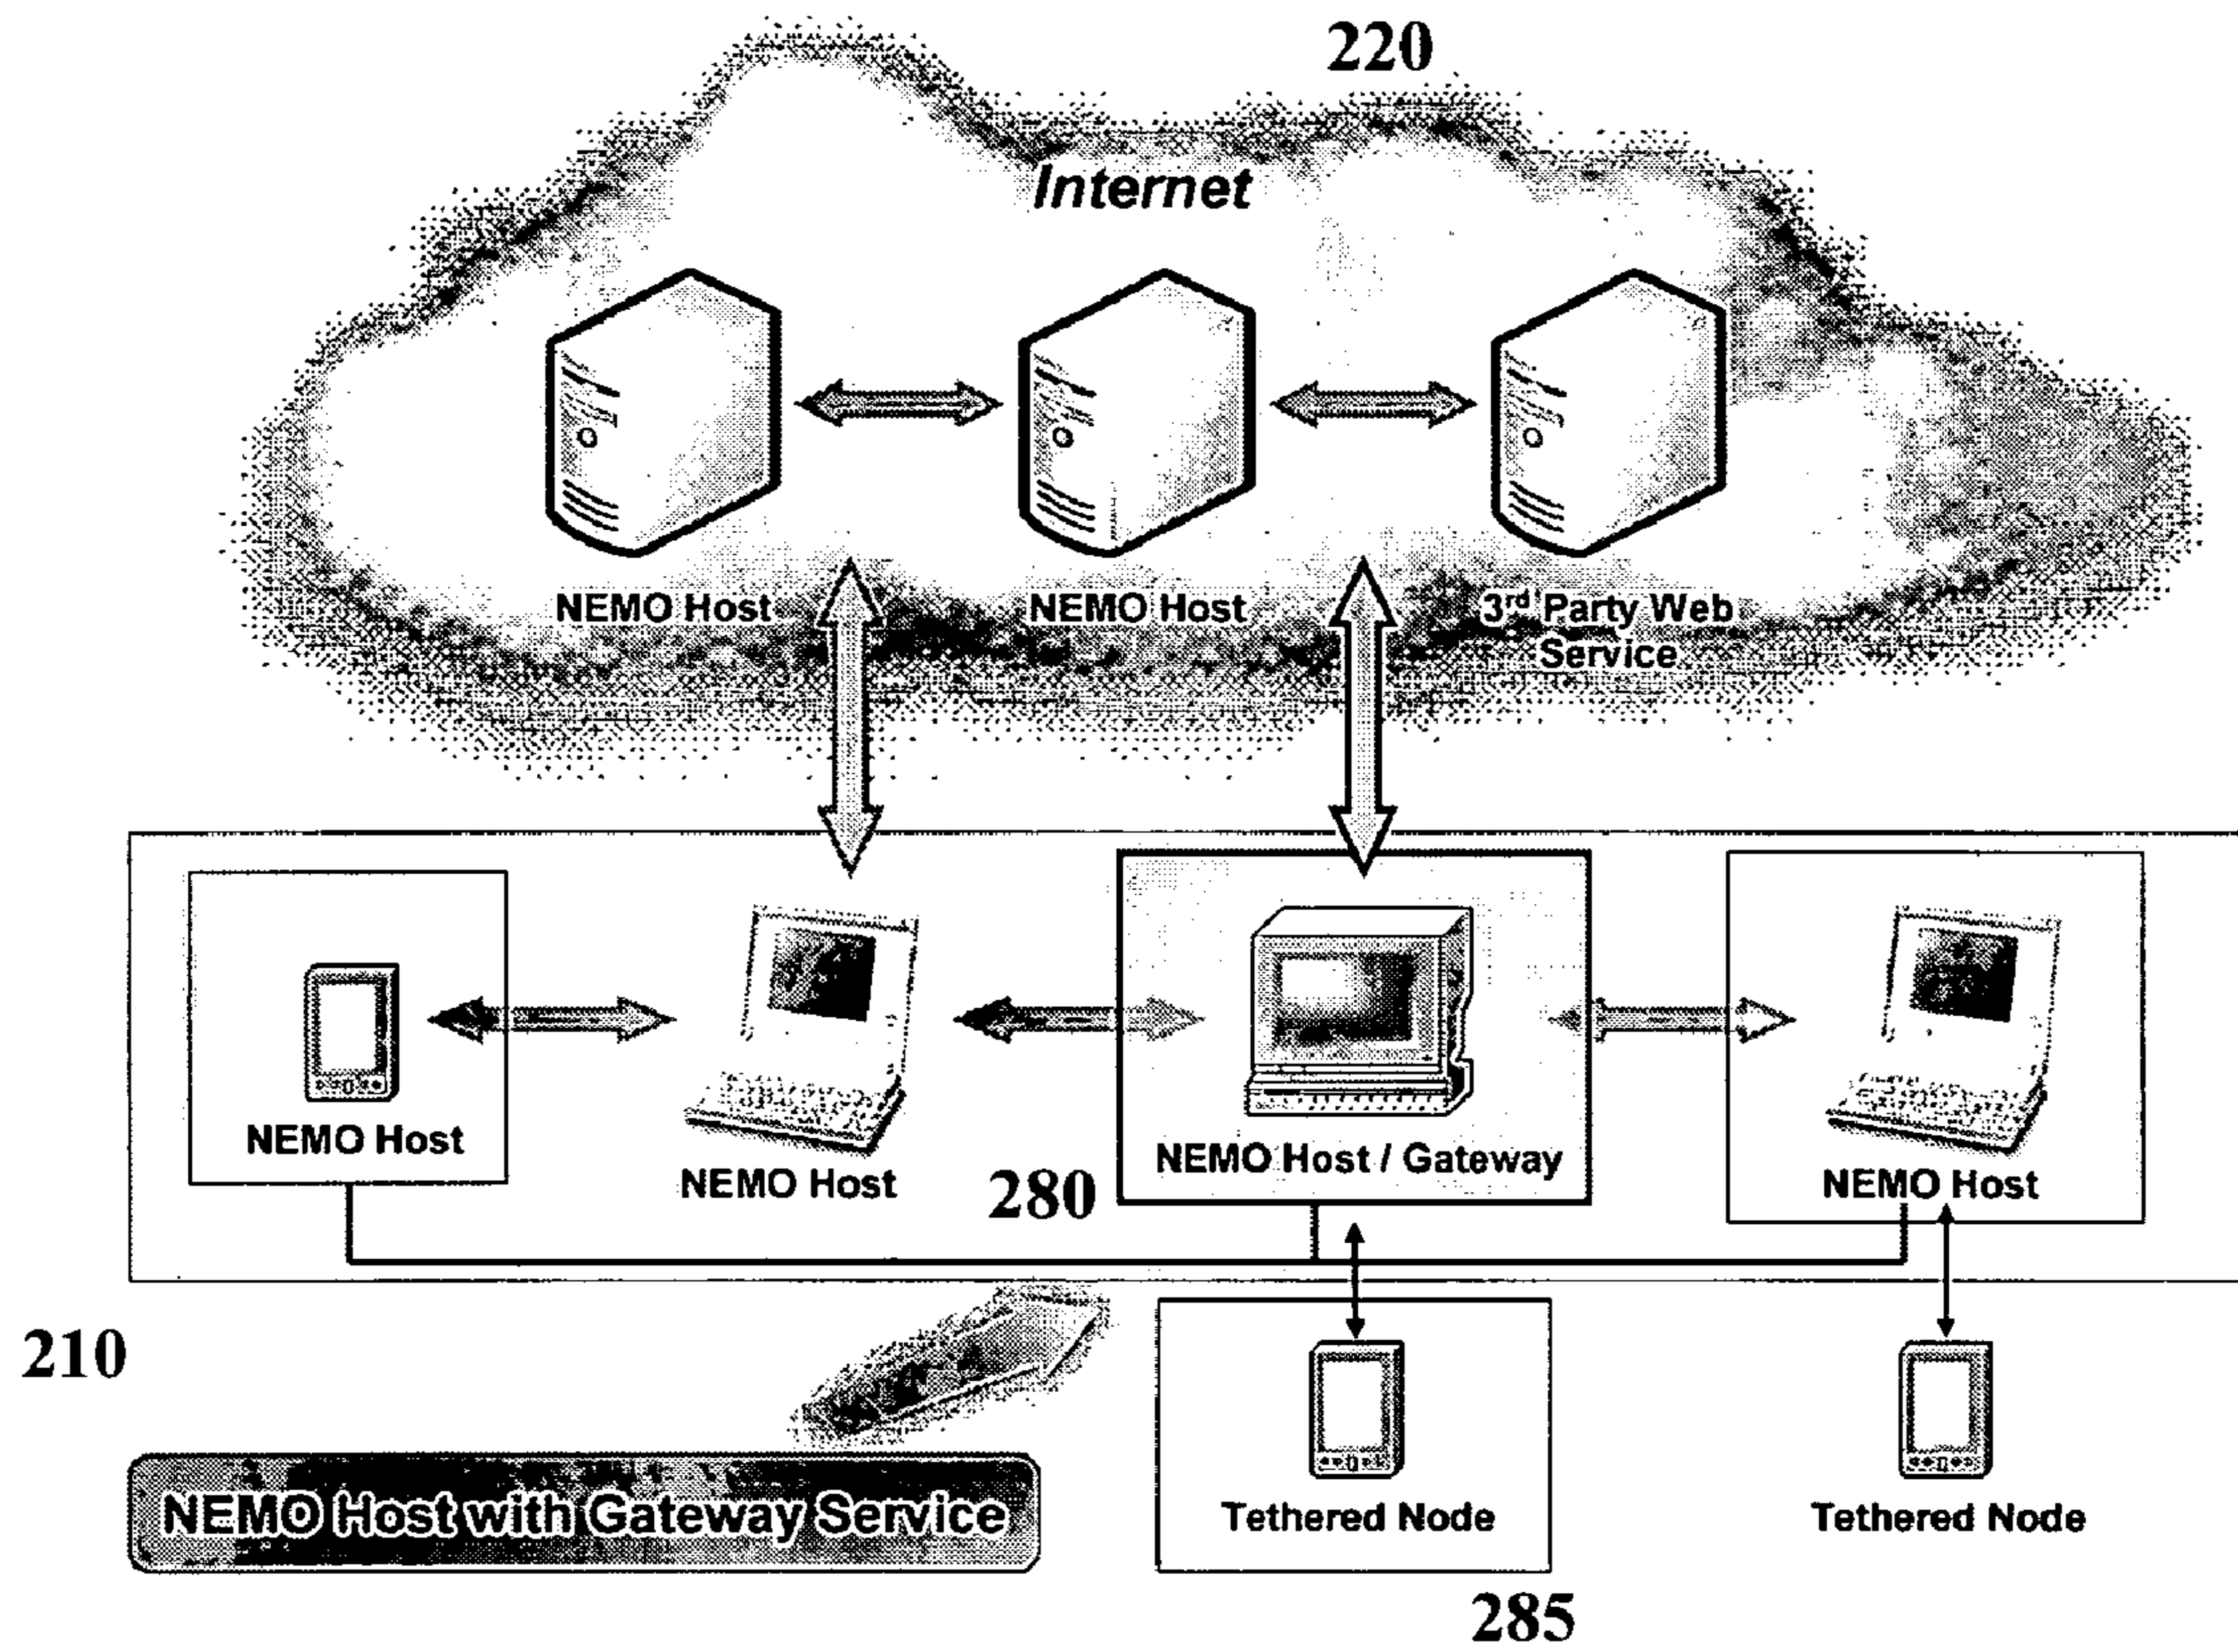 220
Internet
NEMO Host
NEMO Host
3rd Party Web
Service
NEMO Host
NEMO Host
280
NEMO Host / Gateway
NEMO Host
210
NEMO Host with Gateway Service
Tethered Node
Tethered Node
285